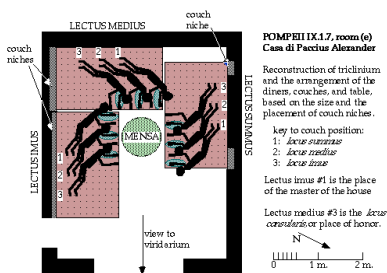 LECTUS MEDIUS
couch
niche
couch
niches
3 2 1
3
2
1
LECTUS SUMMUS
LECTUS IMUS
MENSA
1
2
3
view to
viridarium
POMPEII IX.1.7, room (e)
Casa di Paccius Alexander
Reconstruction of triclinium
and the arrangement of the
diners, couches, and table,
based on the size and the
placement of couch niches.
key to couch position:
1: locus summus
2: locus medius
3: locus imus
Lectus imus #1 is the place
of the master of the house
Lectus medius #3 is the locus
consularis, or place of honor.
N
0 1 m. 2 m.